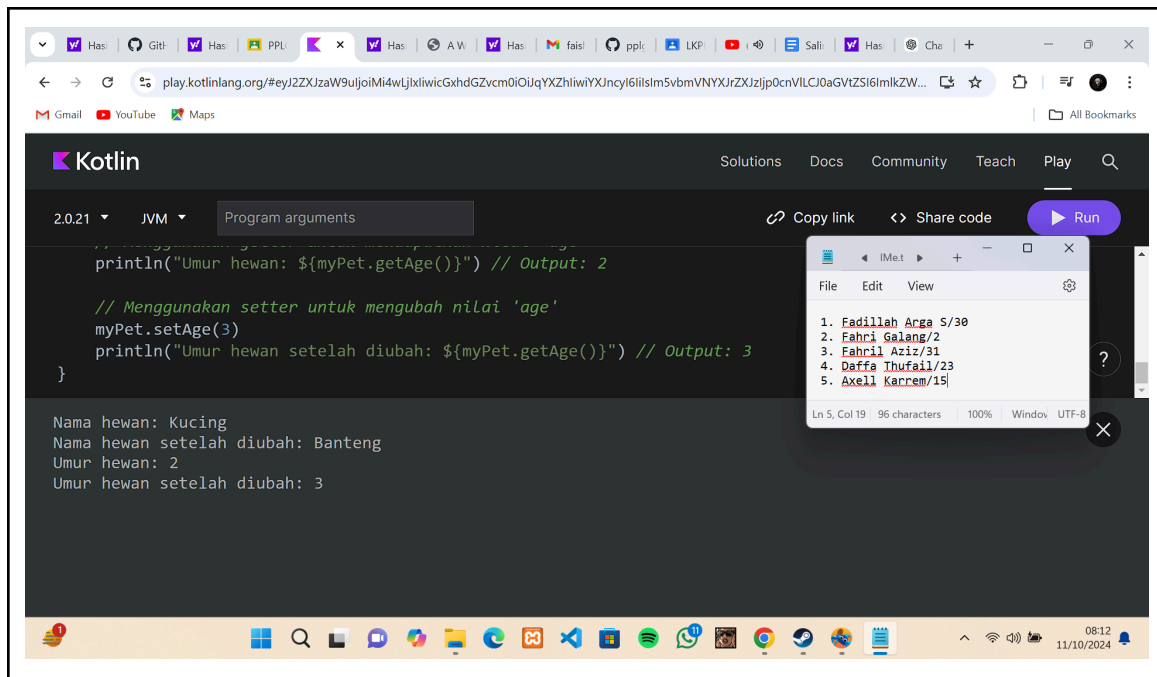 Hasi
GitH
Hasi
PPL(
Has
A W
Has
faisl
pplg
LKP
Sali
Hasi
Cha
play.kotlinlang.org/#
Gmail
YouTube
Maps
All Bookmarks
Kotlin
Solutions
Docs
Community
Teach
Play
2.0.21
JVM
Program arguments
Copy link
<> Share code
Run
println("Umur hewan: ${myPet.getAge()}") // Output: 2
// Menggunakan setter untuk mengubah nilai 'age'
myPet.setAge(3)
println("Umur hewan setelah diubah: ${myPet.getAge()}") // Output: 3
}
Nama hewan: Kucing
Nama hewan setelah diubah: Banteng
Umur hewan: 2
Umur hewan setelah diubah: 3
IMe.t
File Edit View
1. Fadillah Arga S/30
2. Fahri Galang/2
3. Fahril Aziz/31
4. Daffa Thufail/23
5. Axell Karrem/15
Ln 5, Col 19 96 characters 100% Windov UTF-8
?
1
11
08:12
11/10/2024